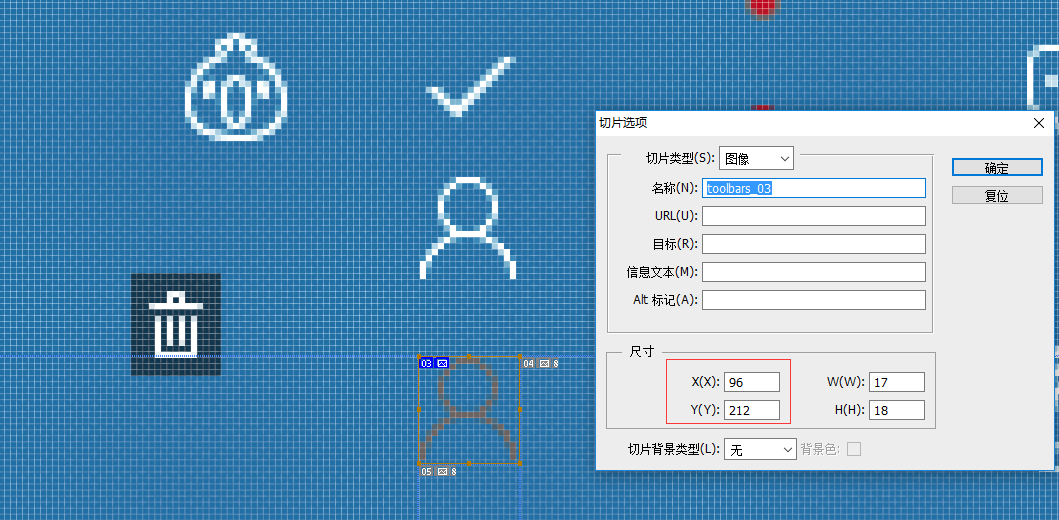 切片选项
切片类型(S): 图像
确定
名称(N): toolbars_03
复位
URL(U):
目标(R):
信息文本(M):
Alt 标记(A):
尺寸
03
04
X(X): 96 W(W): 17
Y(Y): 212 H(H): 18
切片背景类型(L): 无 背景色:
05